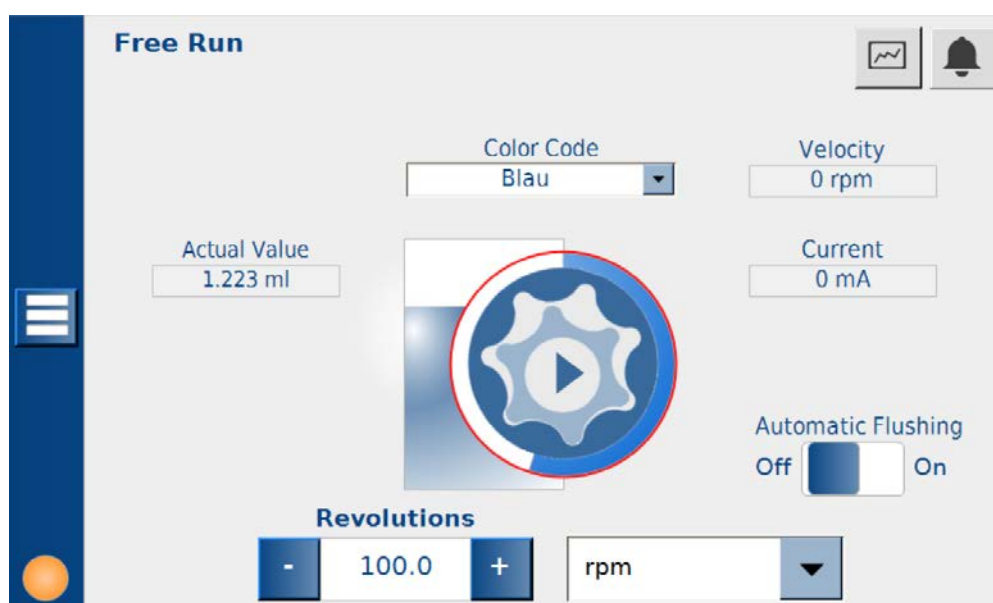 Free Run
Color Code
Blau
Velocity
0 rpm
Actual Value
1.223 ml
Current
0 mA
Automatic Flushing
Off On
Revolutions
- 100.0 + rpm